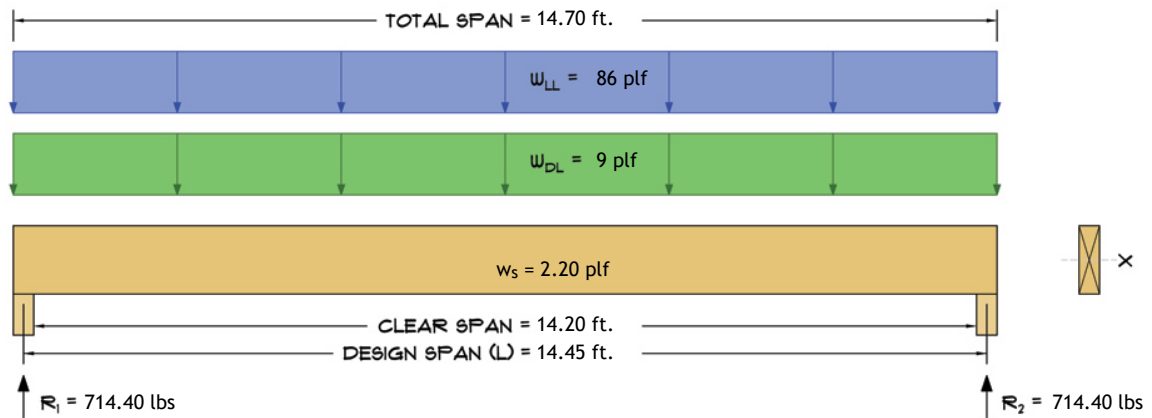 TOTAL SPAN = 14.70 ft.
WLL = 86 plf
WDL = 9 plf
ws = 2.20 plf
X
CLEAR SPAN = 14.20 ft.
DESIGN SPAN (L) = 14.45 ft.
R1 = 714.40 lbs
R2 = 714.40 lbs